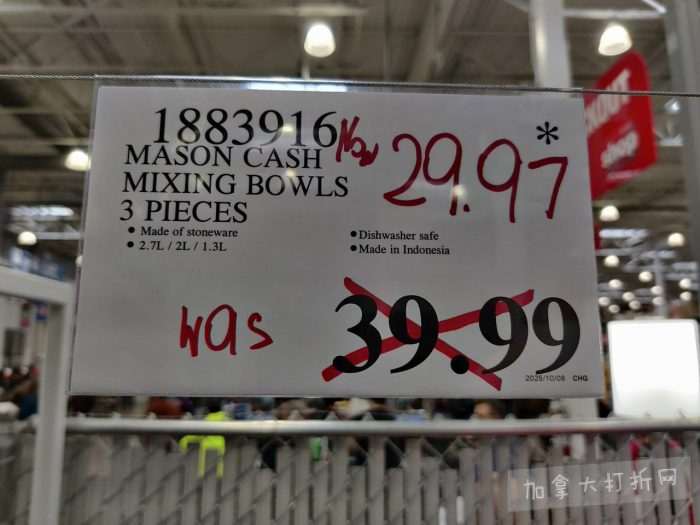 1883916
Now 29.97*
MASON CASH
MIXING BOWLS
3 PIECES
● Made of stoneware
● 2.7L / 2L / 1.3L
● Dishwasher safe
● Made in Indonesia
was 39.99
2025/10/08 CHG
shop
加拿大打折网